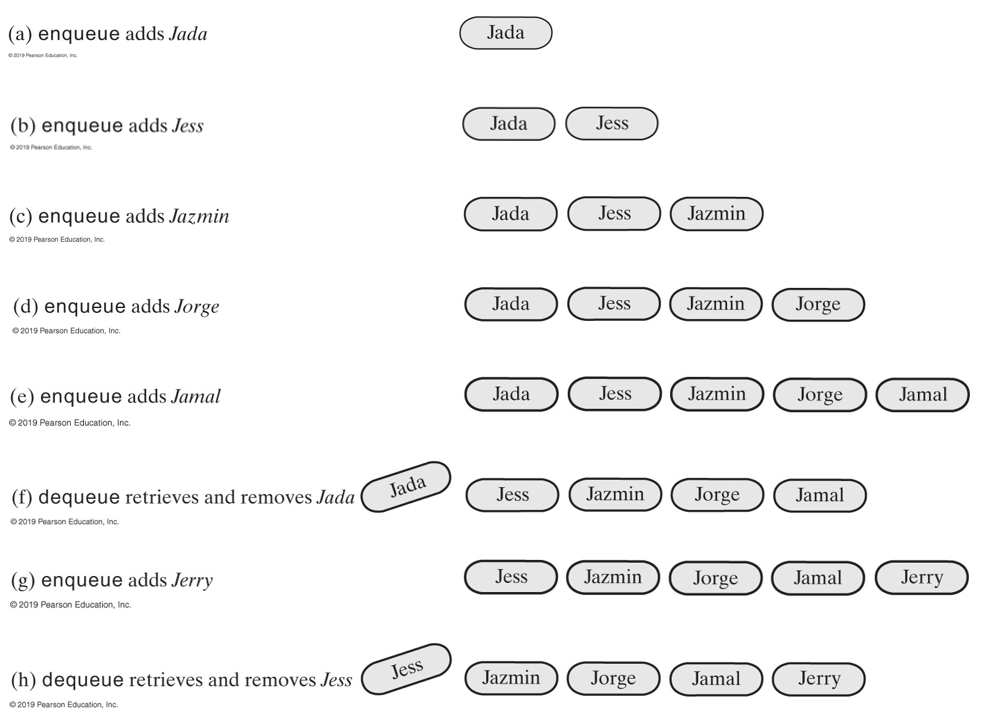 (a) enqueue adds Jada Jada
© 2019 Pearson Education, Inc.
(b) enqueue adds Jess Jada Jess
© 2019 Pearson Education, Inc.
(c) enqueue adds Jazmin Jada Jess Jazmin
© 2019 Pearson Education, Inc.
(d) enqueue adds Jorge Jada Jess Jazmin Jorge
© 2019 Pearson Education, Inc.
(e) enqueue adds Jamal Jada Jess Jazmin Jorge Jamal
© 2019 Pearson Education, Inc.
(f) dequeue retrieves and removes Jada Jada Jess Jazmin Jorge Jamal
© 2019 Pearson Education, Inc.
(g) enqueue adds Jerry Jess Jazmin Jorge Jamal Jerry
© 2019 Pearson Education, Inc.
(h) dequeue retrieves and removes Jess Jess Jazmin Jorge Jamal Jerry
© 2019 Pearson Education, Inc.